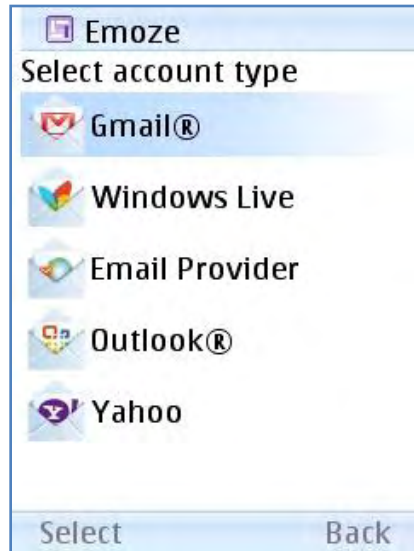 Emoze
Select account type
Gmail®
Windows Live
Email Provider
Outlook®
Yahoo
Select Back